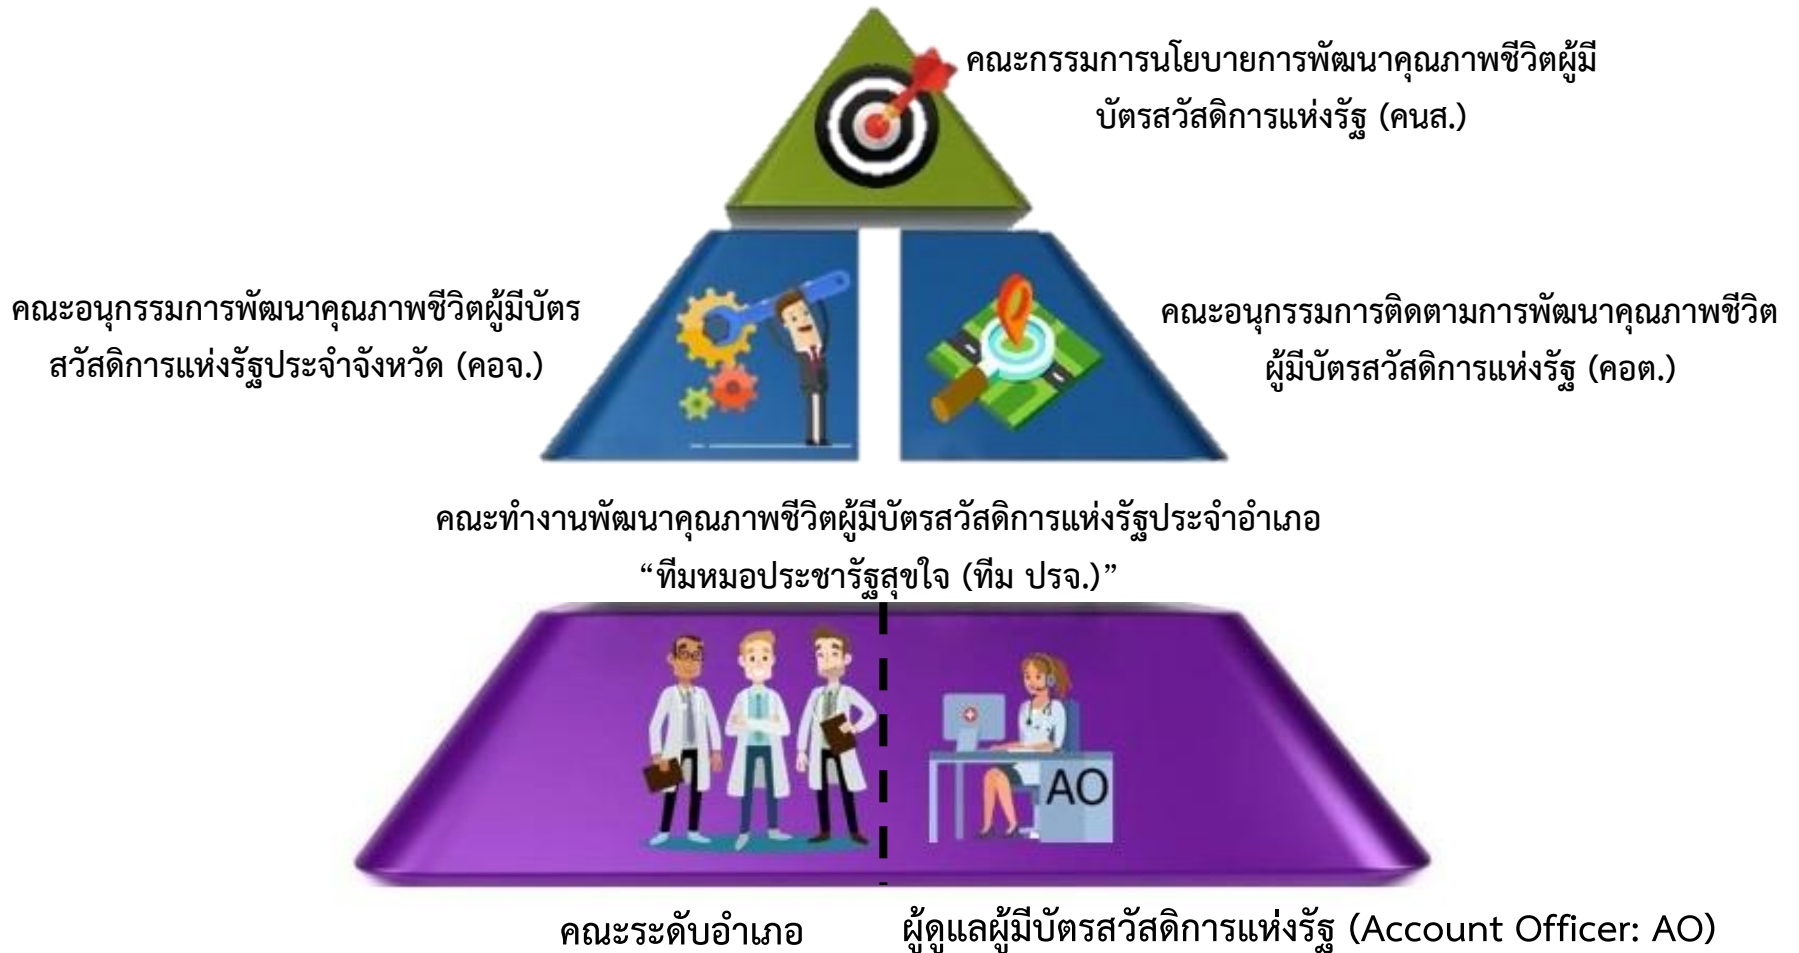 คณะกรรมการนโยบายการพัฒนาคุณภาพชีวิตผู้มี
บัตรสวัสดิการแห่งรัฐ (คนส.)
คณะอนุกรรมการพัฒนาคุณภาพชีวิตผู้มีบัตร
สวัสดิการแห่งรัฐประจำจังหวัด (คอจ.)
คณะอนุกรรมการติดตามการพัฒนาคุณภาพชีวิต
ผู้มีบัตรสวัสดิการแห่งรัฐ (คอต.)
คณะทำงานพัฒนาคุณภาพชีวิตผู้มีบัตรสวัสดิการแห่งรัฐประจำอำเภอ
“ทีมหมอประชารัฐสุขใจ (ทีม ปรจ.)”
AO
คณะระดับอำเภอ
ผู้ดูแลผู้มีบัตรสวัสดิการแห่งรัฐ (Account Officer: AO)